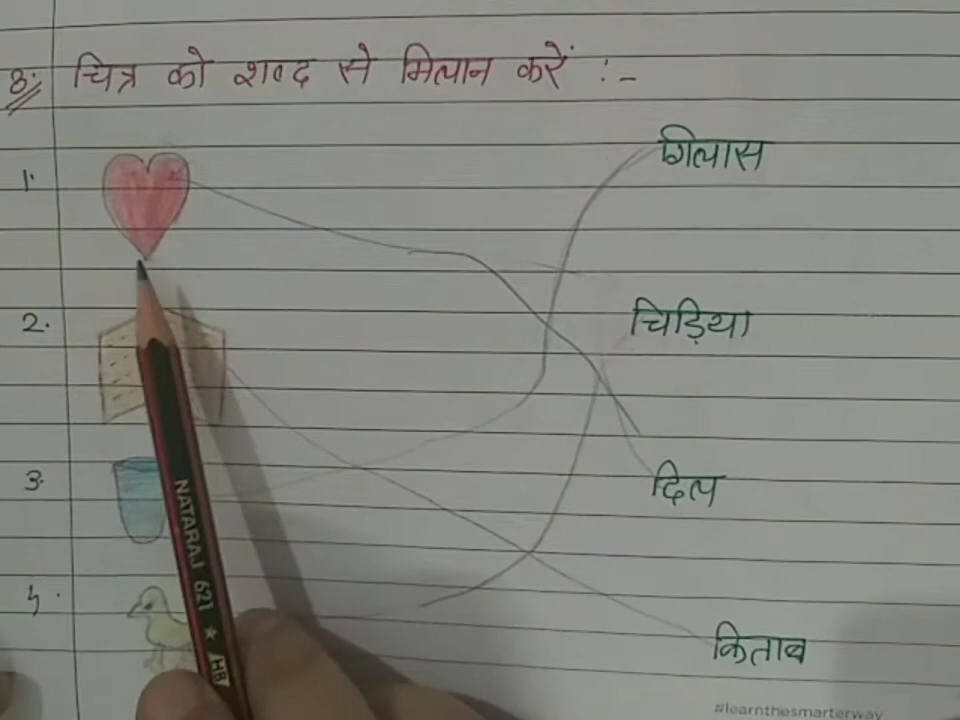 8. चित्र को शब्द से मिलान करें :-
1. गिलास
2. चिड़िया
3. दिल
4. किताब
NATARAJ 621 ★ HB
#learnthesmarterway